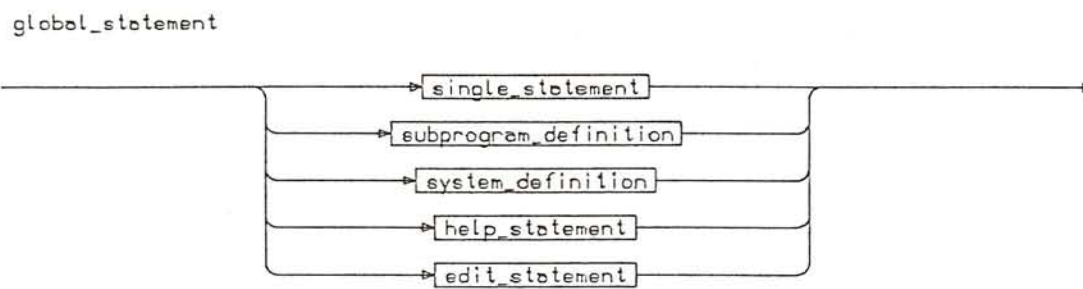 global_statement
single_statement
subprogram_definition
system_definition
help_statement
edit_statement